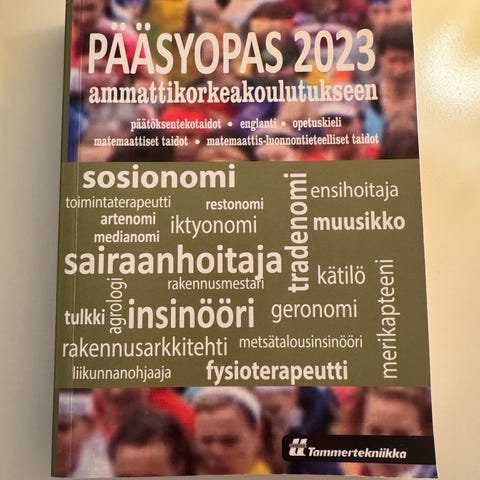 PÄÄSYOPAS 2023
ammattikorkeakoulutukseen
päätöksentekotaidot • englanti • opetuskieli
matemaattiset taidot • matemaattis-luonnontieteelliset taidot
sosionomi
toimintaterapeutti
restonomi
artenomi
medianomi
iktyonomi
tradenomi
ensihoitaja
muusikko
sairaanhoitaja
rakennusmestari
kätilö
merikapteeni
agrologi
tulkki
insinööri
geronomi
rakennusarkkitehti
metsätalousinsinööri
liikunnanohjaaja
fysioterapeutti
tt Tammertekniikka